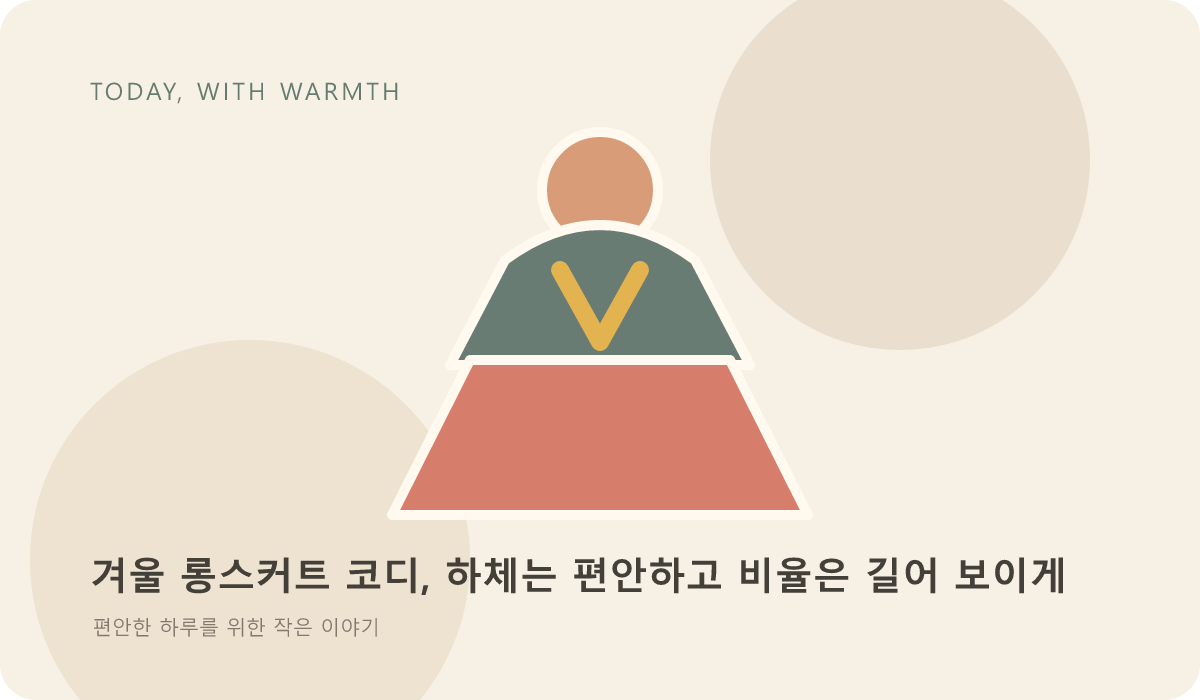 TODAY, WITH WARMTH
겨울 롱스커트 코디, 하체는 편안하고 비율은 길어 보이게
편안한 하루를 위한 작은 이야기